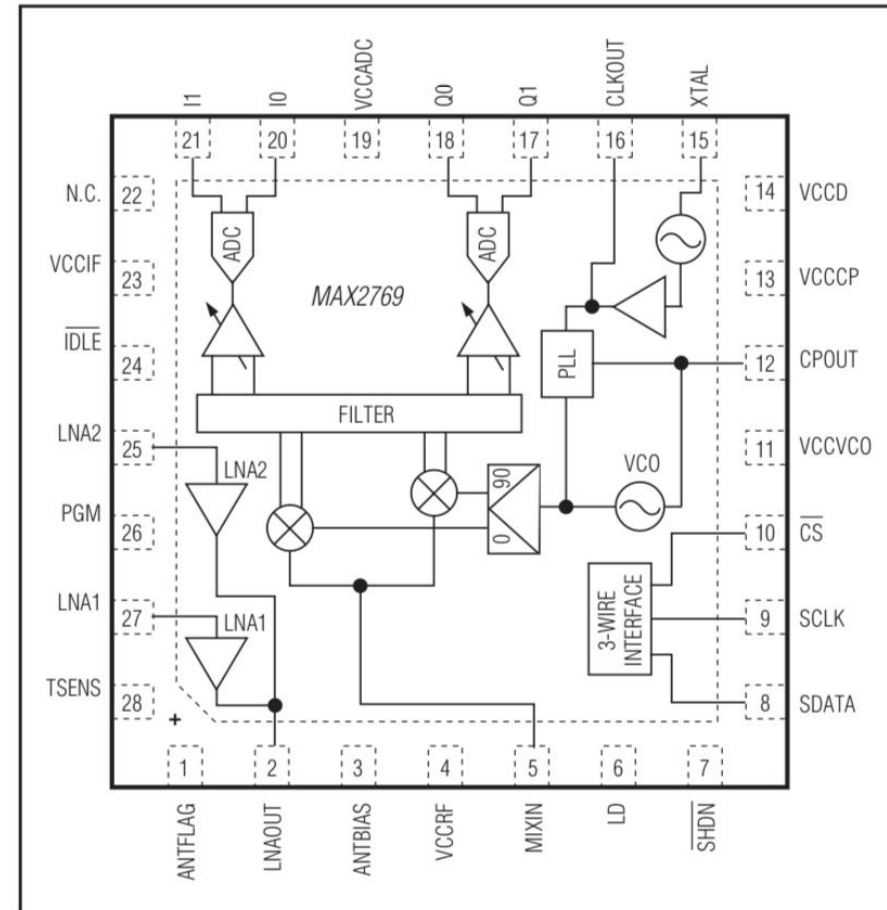 I1
I0
VCCADC
Q0
Q1
CLKOUT
XTAL
21
20
19
18
17
16
15
N.C.
22
14
VCCD
ADC
ADC
VCCIF
23
MAX2769
13
VCCCP
IDLE
24
PLL
12
CPOUT
FILTER
LNA2
25
LNA2
90
VCO
11
VCCVCO
PGM
26
0
10
CS
LNA1
27
LNA1
3-WIRE
INTERFACE
9
SCLK
TSENS
28
8
SDATA
+
1
2
3
4
5
6
7
ANTFLAG
LNAOUT
ANTBIAS
VCCRF
MIXIN
LD
SHDN